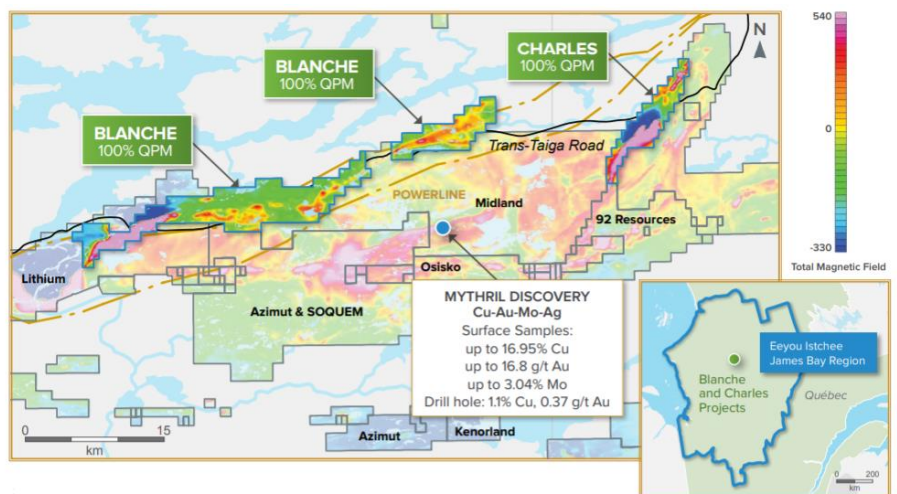 BLANCHE
100% QPM
BLANCHE
100% QPM
CHARLES
100% QPM
N
540
0
-330
Total Magnetic Field
Trans-Taiga Road
POWERLINE
Midland
92 Resources
Lithium
Osisko
Azimut & SOQUEM
MYTHRIL DISCOVERY
Cu-Au-Mo-Ag
Surface Samples:
up to 16.95% Cu
up to 16.8 g/t Au
up to 3.04% Mo
Drill hole: 1.1% Cu, 0.37 g/t Au
Azimut
Kenorland
0 15
km
Eeyou Istchee
James Bay Region
Blanche
and Charles
Projects
Québec
0 200
km